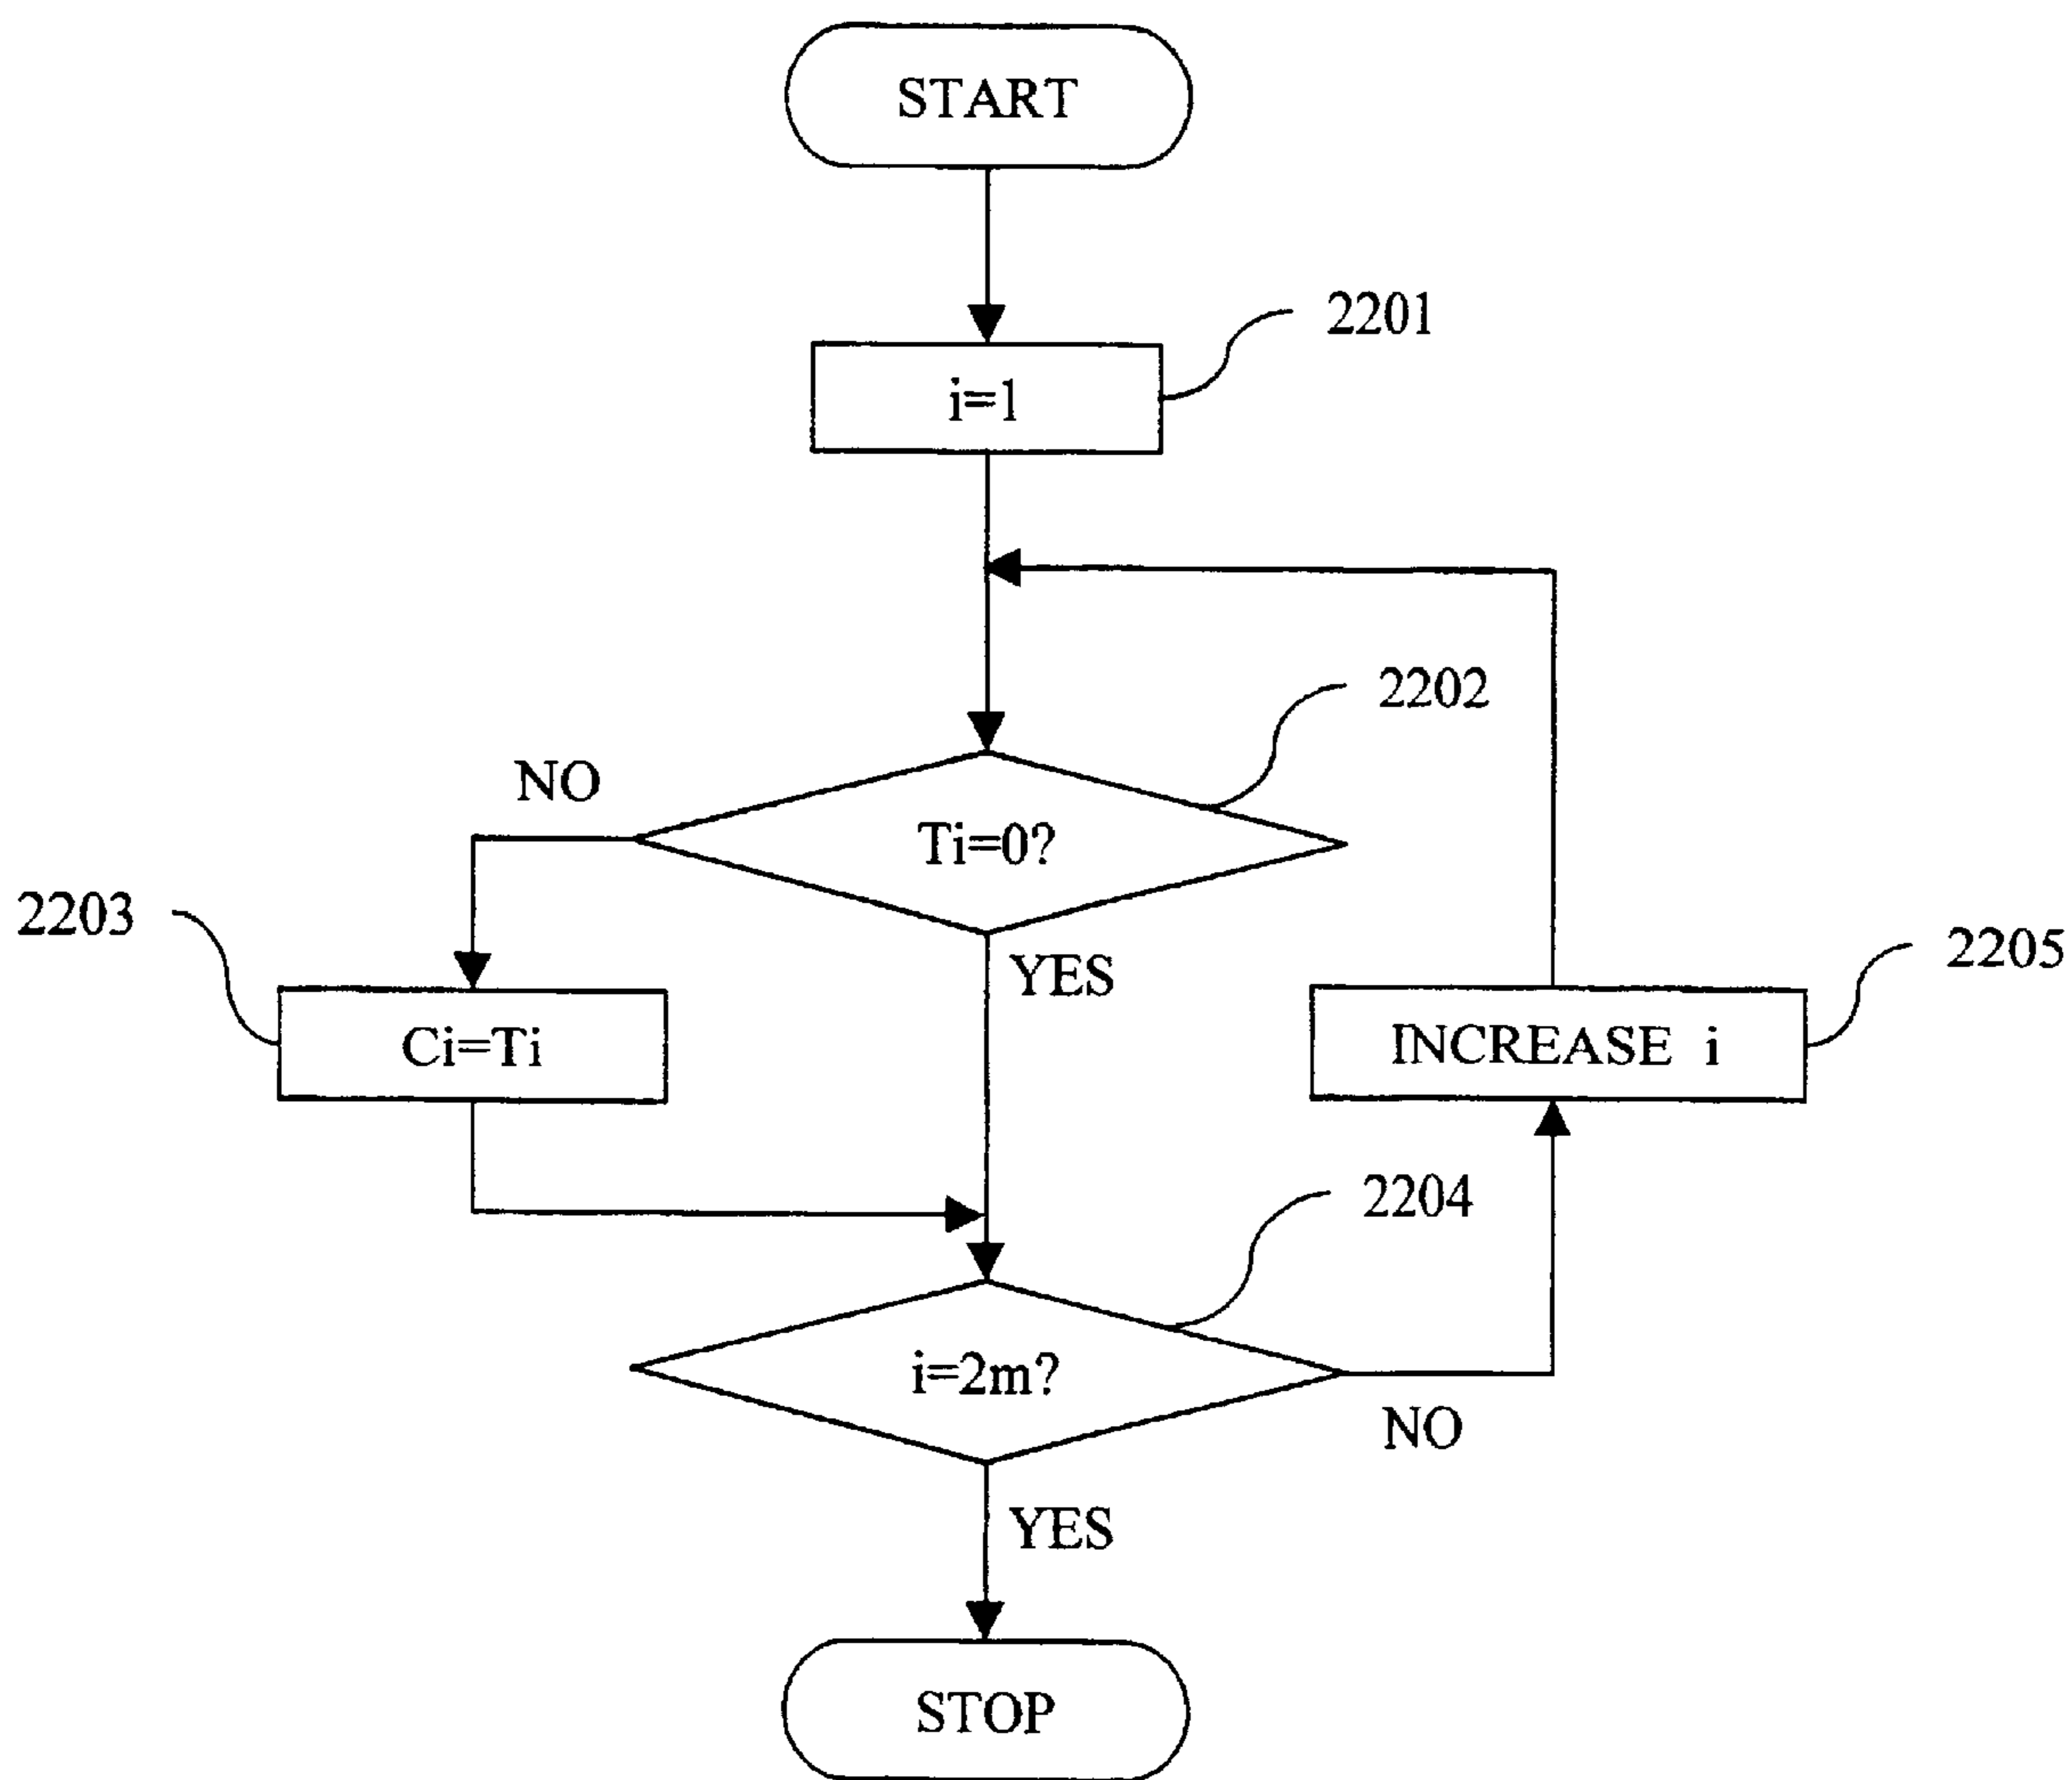 START
2201
i=1
2202
NO
Ti=0?
2203
YES
2205
Ci=Ti
INCREASE i
2204
i=2m?
NO
YES
STOP